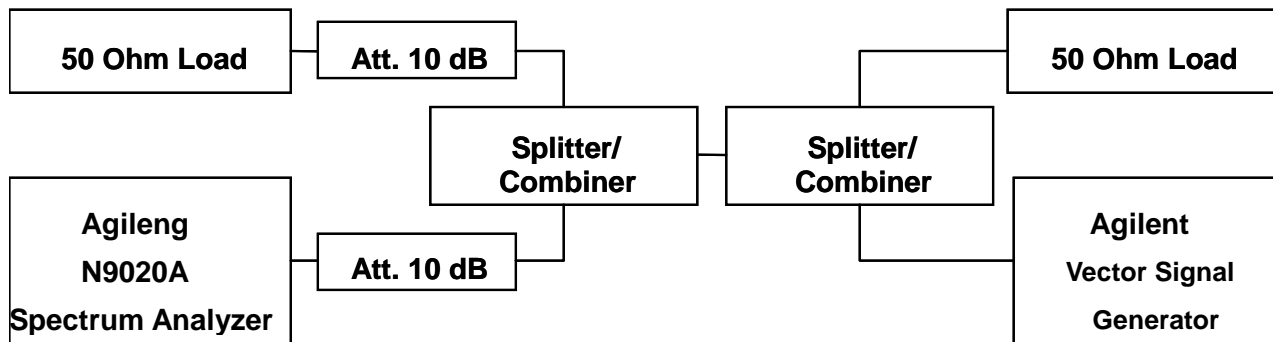 50 Ohm Load
Att. 10 dB
50 Ohm Load
Splitter/
Combiner
Splitter/
Combiner
Agileng
N9020A
Spectrum Analyzer
Att. 10 dB
Agilent
Vector Signal
Generator